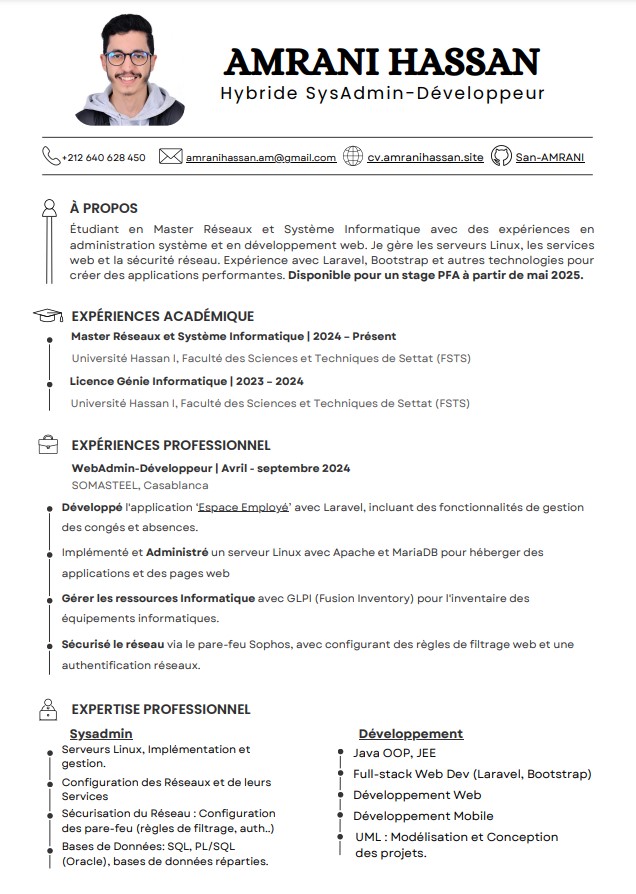 AMRANI HASSAN
Hybride SysAdmin-Développeur
+212 640 628 450
amranihassan.am@gmail.com
cv.amranihassan.site
San-AMRANI
À PROPOS
Étudiant en Master Réseaux et Système Informatique avec des expériences en
administration système et en développement web. Je gère les serveurs Linux, les services
web et la sécurité réseau. Expérience avec Laravel, Bootstrap et autres technologies pour
créer des applications performantes. Disponible pour un stage PFA à partir de mai 2025.
EXPÉRIENCES ACADÉMIQUE
Master Réseaux et Système Informatique | 2024 – Présent
Université Hassan I, Faculté des Sciences et Techniques de Settat (FSTS)
Licence Génie Informatique | 2023 – 2024
Université Hassan I, Faculté des Sciences et Techniques de Settat (FSTS)
EXPÉRIENCES PROFESSIONNEL
WebAdmin-Développeur | Avril - septembre 2024
SOMASTEEL, Casablanca
Développé l'application ‘Espace Employé’ avec Laravel, incluant des fonctionnalités de gestion
des congés et absences.
Implémenté et Administré un serveur Linux avec Apache et MariaDB pour héberger des
applications et des pages web
Gérer les ressources Informatique avec GLPI (Fusion Inventory) pour l'inventaire des
équipements informatiques.
Sécurisé le réseau via le pare-feu Sophos, avec configurant des règles de filtrage web et une
authentification réseaux.
EXPERTISE PROFESSIONNEL
Sysadmin
Serveurs Linux, Implémentation et
gestion.
Configuration des Réseaux et de leurs
Services
Sécurisation du Réseau : Configuration
des pare-feu (règles de filtrage, auth..)
Bases de Données: SQL, PL/SQL
(Oracle), bases de données réparties.
Développement
Java OOP, JEE
Full-stack Web Dev (Laravel, Bootstrap)
Développement Web
Développement Mobile
UML : Modélisation et Conception
des projets.